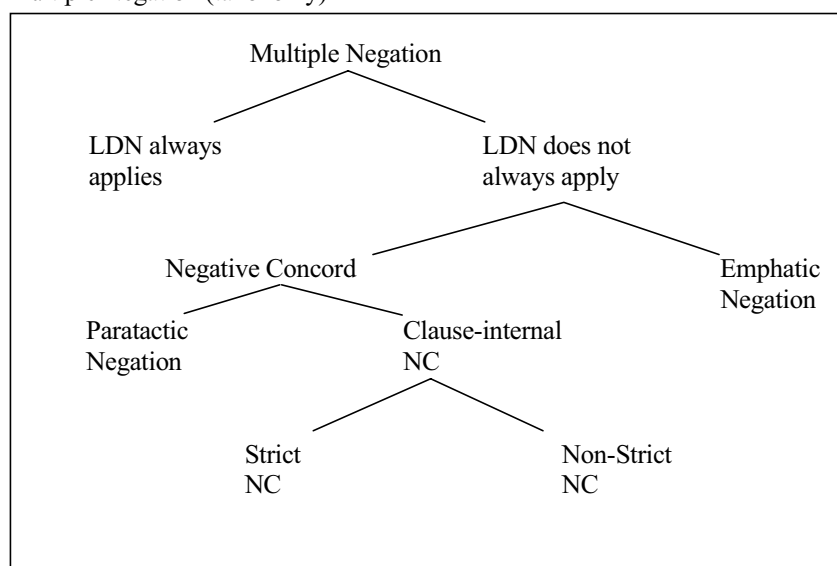 Multiple Negation
LDN always
applies
LDN does not
always apply
Negative Concord
Emphatic
Negation
Paratactic
Negation
Clause-internal
NC
Strict
NC
Non-Strict
NC